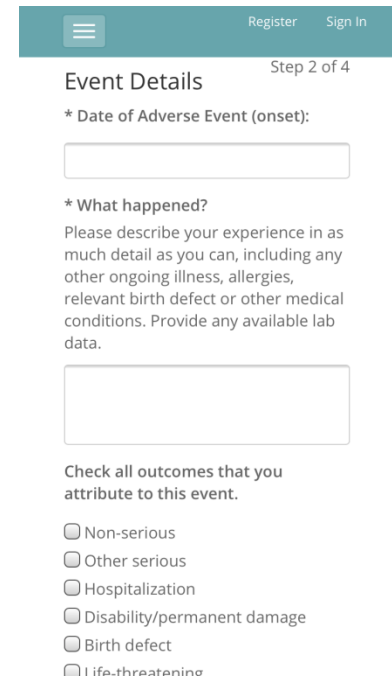 Register Sign In
Step 2 of 4
Event Details
* Date of Adverse Event (onset):
* What happened?
Please describe your experience in as
much detail as you can, including any
other ongoing illness, allergies,
relevant birth defect or other medical
conditions. Provide any available lab
data.
Check all outcomes that you
attribute to this event.
Non-serious
Other serious
Hospitalization
Disability/permanent damage
Birth defect
Life-threatening